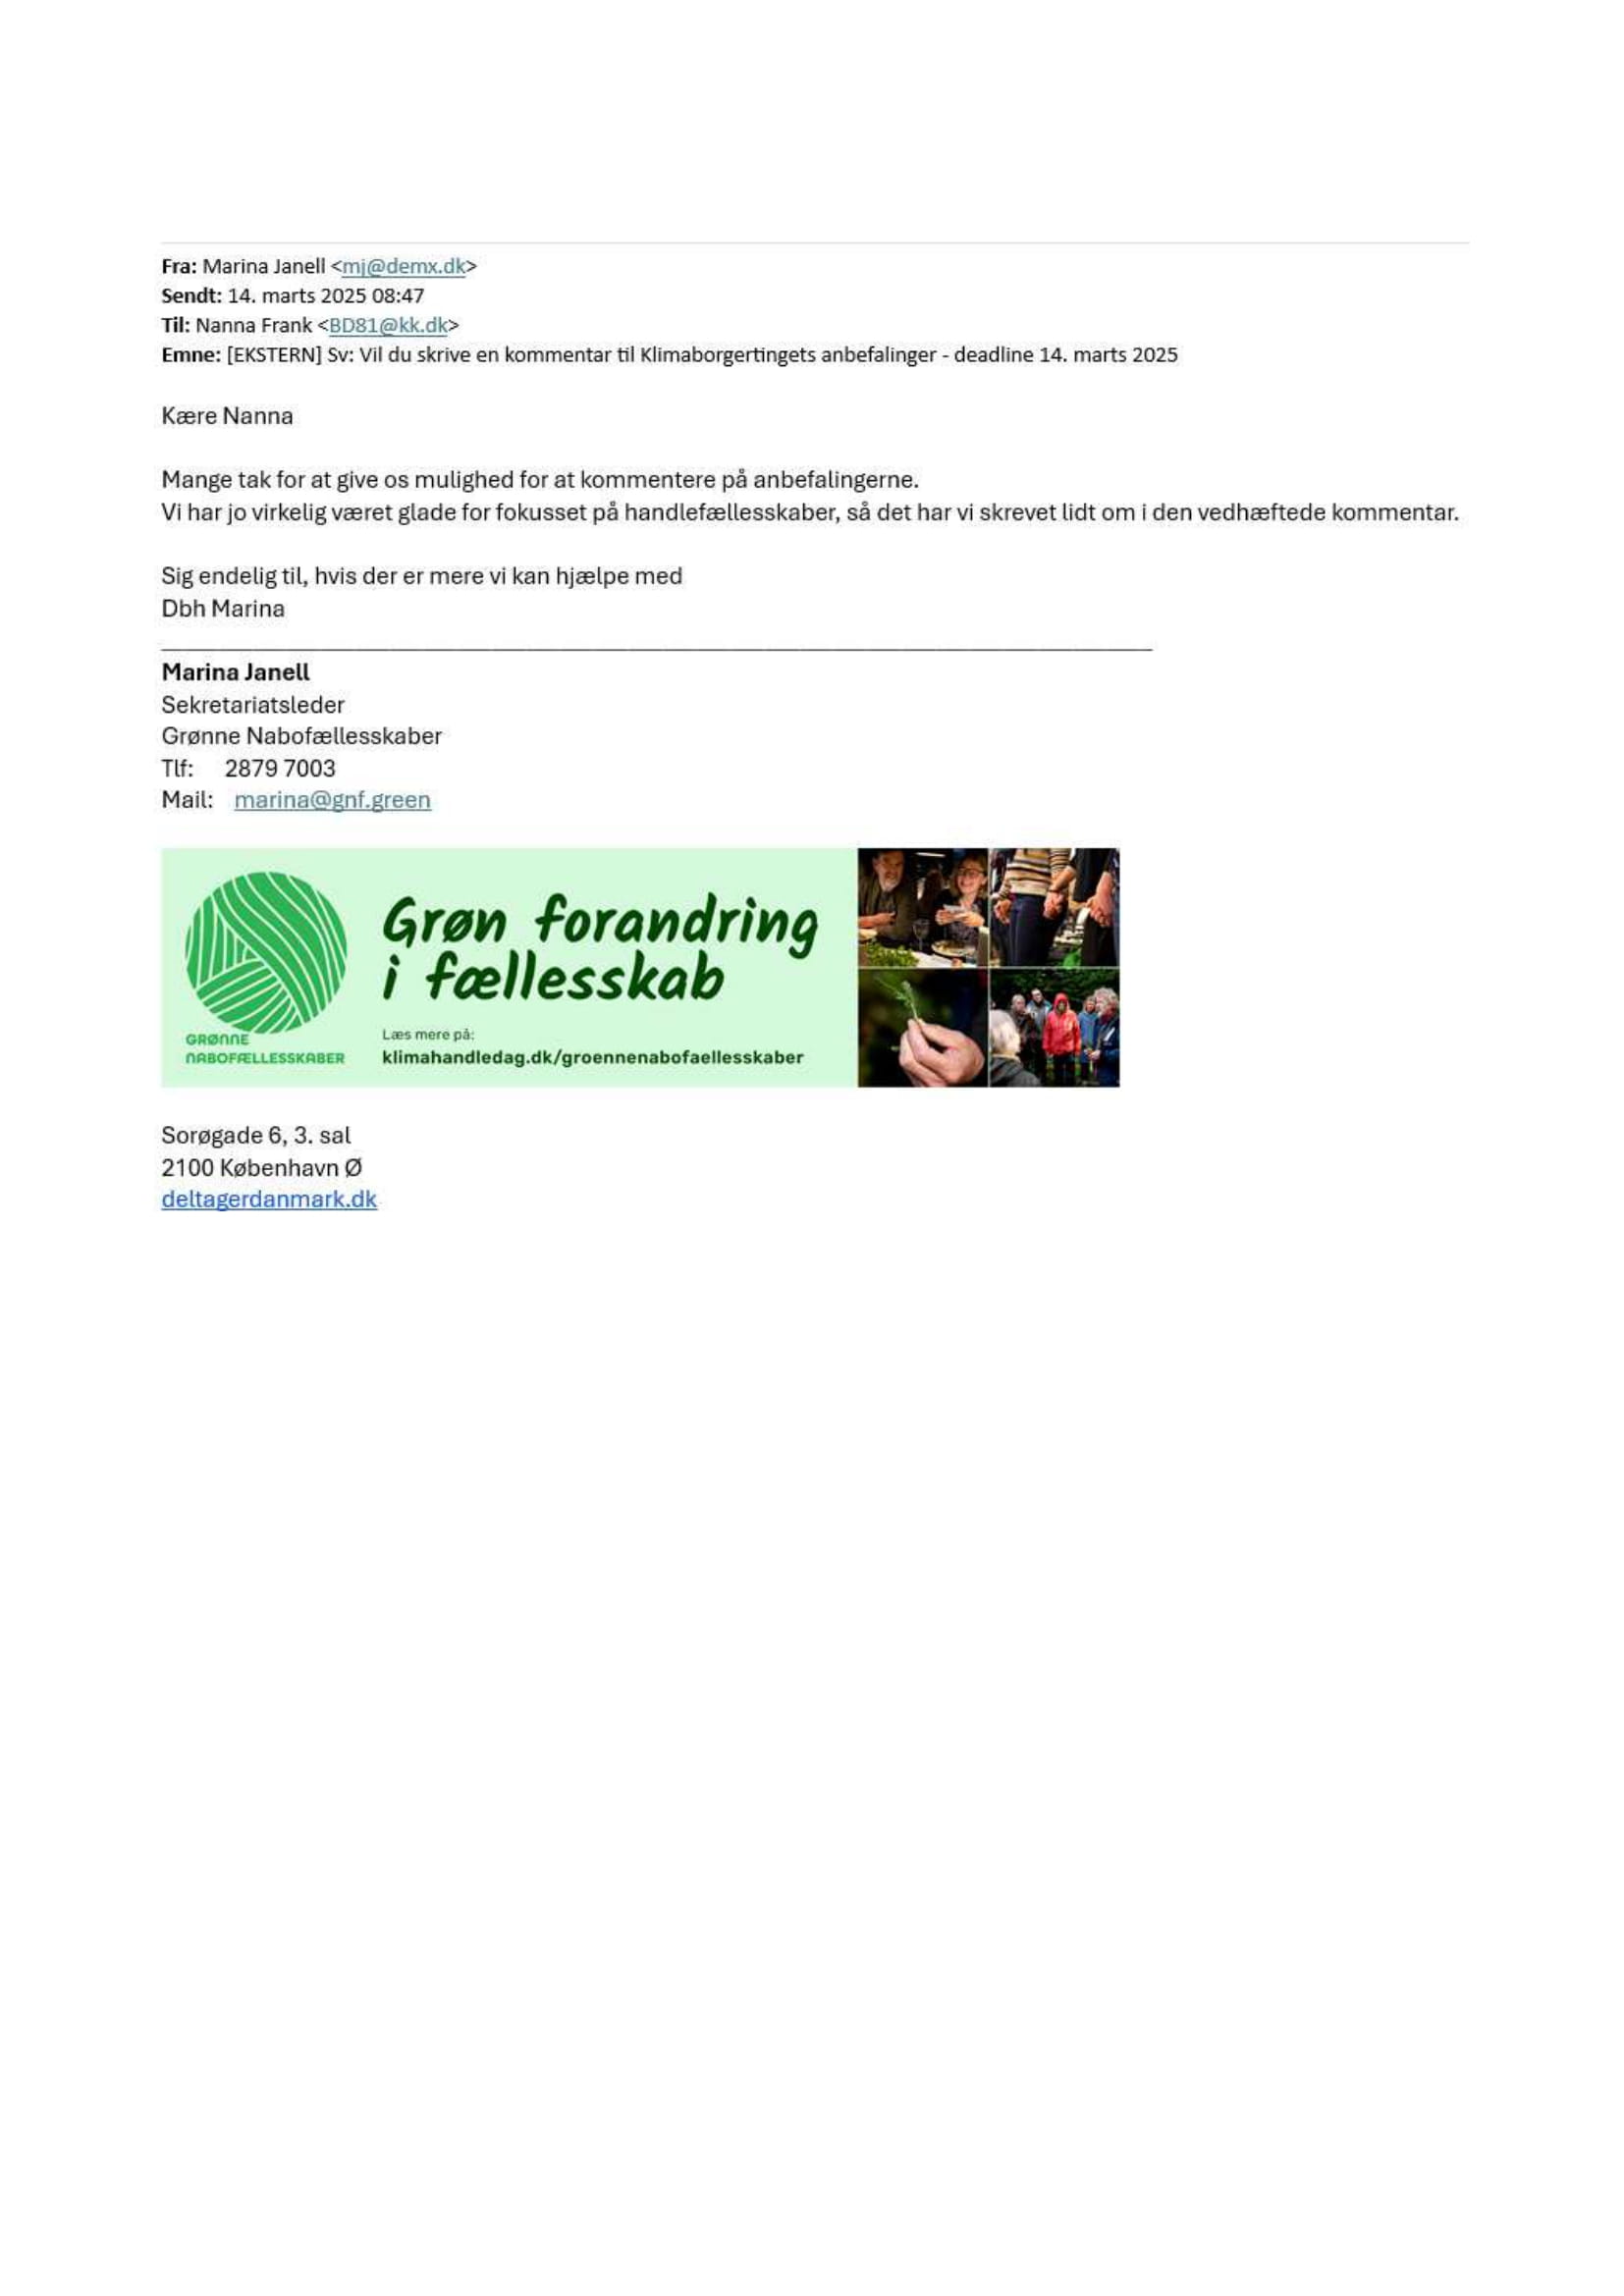 Fra: Marina Janell <mj@demx.dk>
Sendt: 14. marts 2025 08:47
Til: Nanna Frank <BD81@kk.dk>
Emne: [EKSTERN] Sv: Vil du skrive en kommentar til Klimaborgertingets anbefalinger - deadline 14. marts 2025
Kære Nanna
Mange tak for at give os mulighed for at kommentere på anbefalingerne.
Vi har jo virkelig været glade for fokusset på handlefællesskaber, så det har vi skrevet lidt om i den vedhæftede kommentar.
Sig endelig til, hvis der er mere vi kan hjælpe med
Dbh Marina
Marina Janell
Sekretariatsleder
Grønne Nabofællesskaber
Tlf: 2879 7003
Mail: marina@gnf.green
GRØNNE
NABOFÆLLESSKABER
Grøn forandring
i fællesskab
Læs mere på:
klimahandledag.dk/groennenabofaellesskaber
Sorøgade 6, 3. sal
2100 København Ø
deltagerdanmark.dk